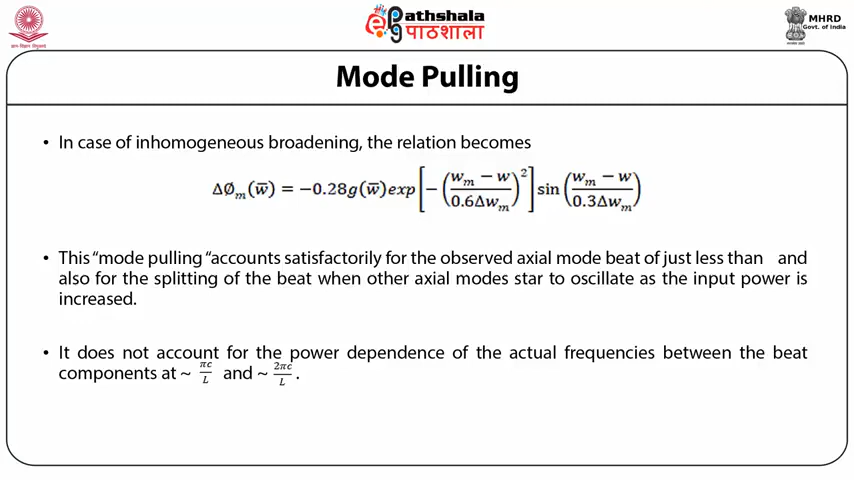 ePG Pathshala
पाठशाला
MHRD
Govt. of India
Mode Pulling
• In case of inhomogeneous broadening, the relation becomes
ΔØ_m(w̅) = −0.28g(w̅)exp[−((w_m − w)/(0.6Δw_m))^2] sin((w_m − w)/(0.3Δw_m))
• This “mode pulling “accounts satisfactorily for the observed axial mode beat of just less than and
also for the splitting of the beat when other axial modes star to oscillate as the input power is
increased.
• It does not account for the power dependence of the actual frequencies between the beat
components at ~ πc/L and ~ 2πc/L .